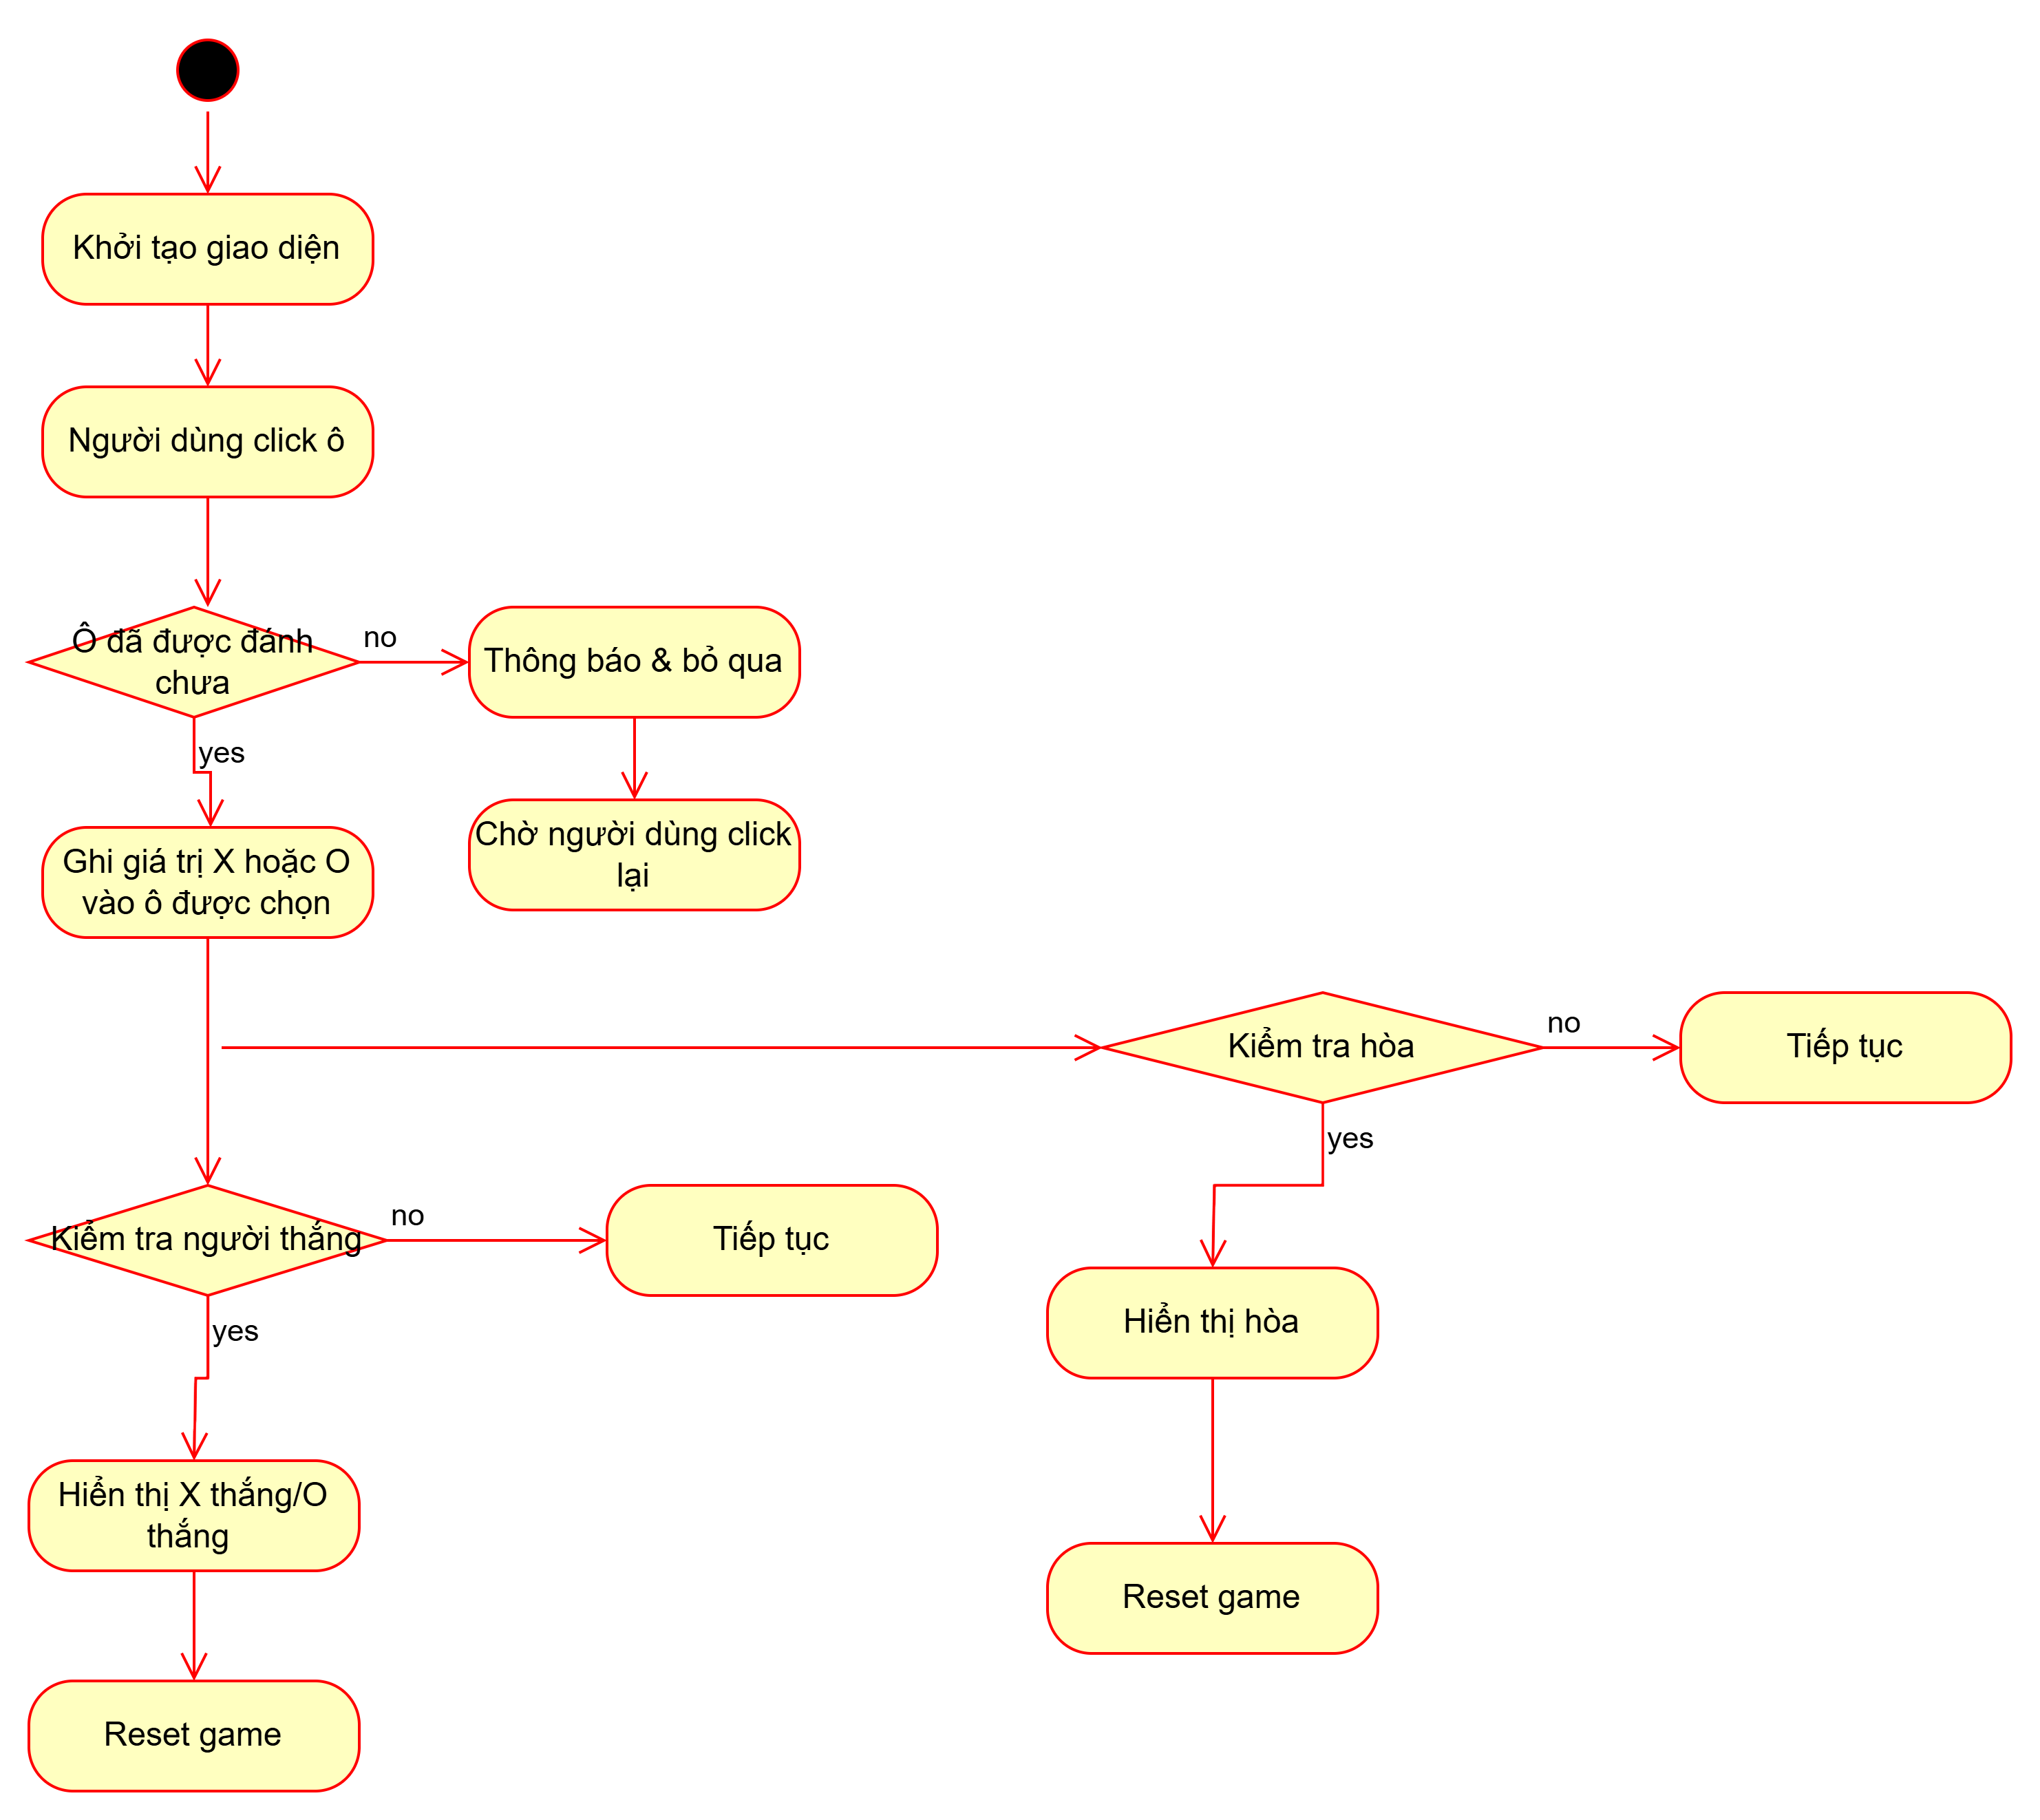 Khởi tạo giao diện
Người dùng click ô
Ô đã được đánh
chưa
no
Thông báo & bỏ qua
yes
Chờ người dùng click
lại
Ghi giá trị X hoặc O
vào ô được chọn
Kiểm tra hòa
no
Tiếp tục
yes
Kiểm tra người thắng
no
Tiếp tục
yes
Hiển thị hòa
Hiển thị X thắng/O
thắng
Reset game
Reset game